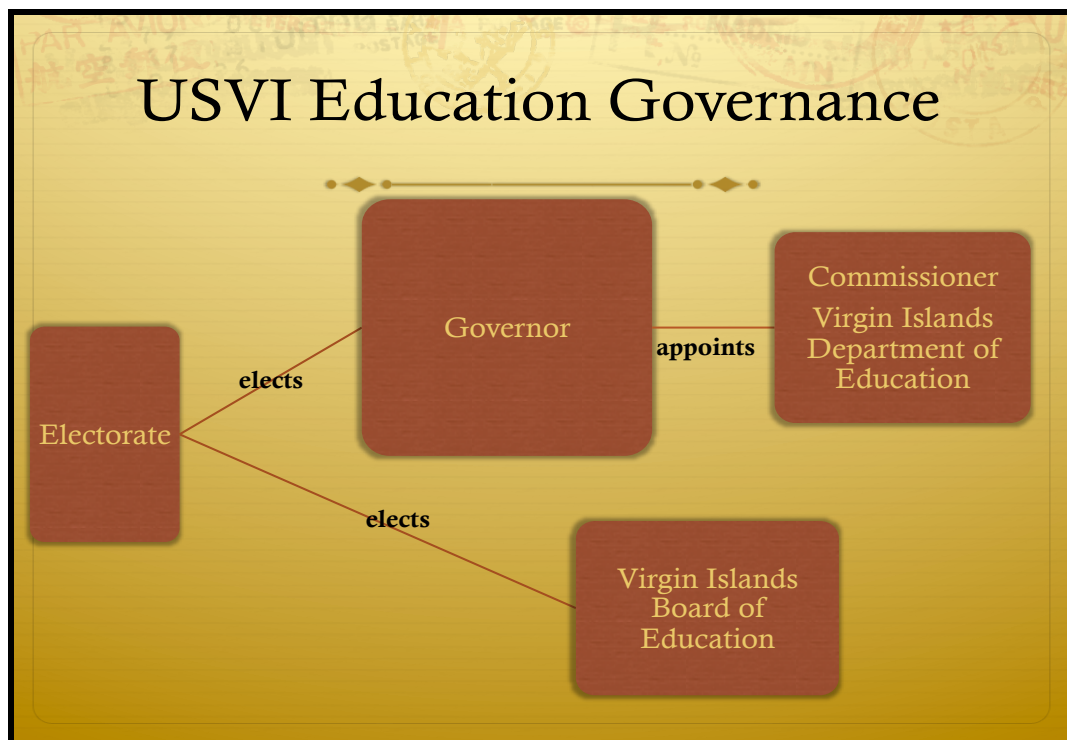 USVI Education Governance
Governor
Commissioner
Virgin Islands
Department of
Education
appoints
elects
Electorate
elects
Virgin Islands
Board of
Education